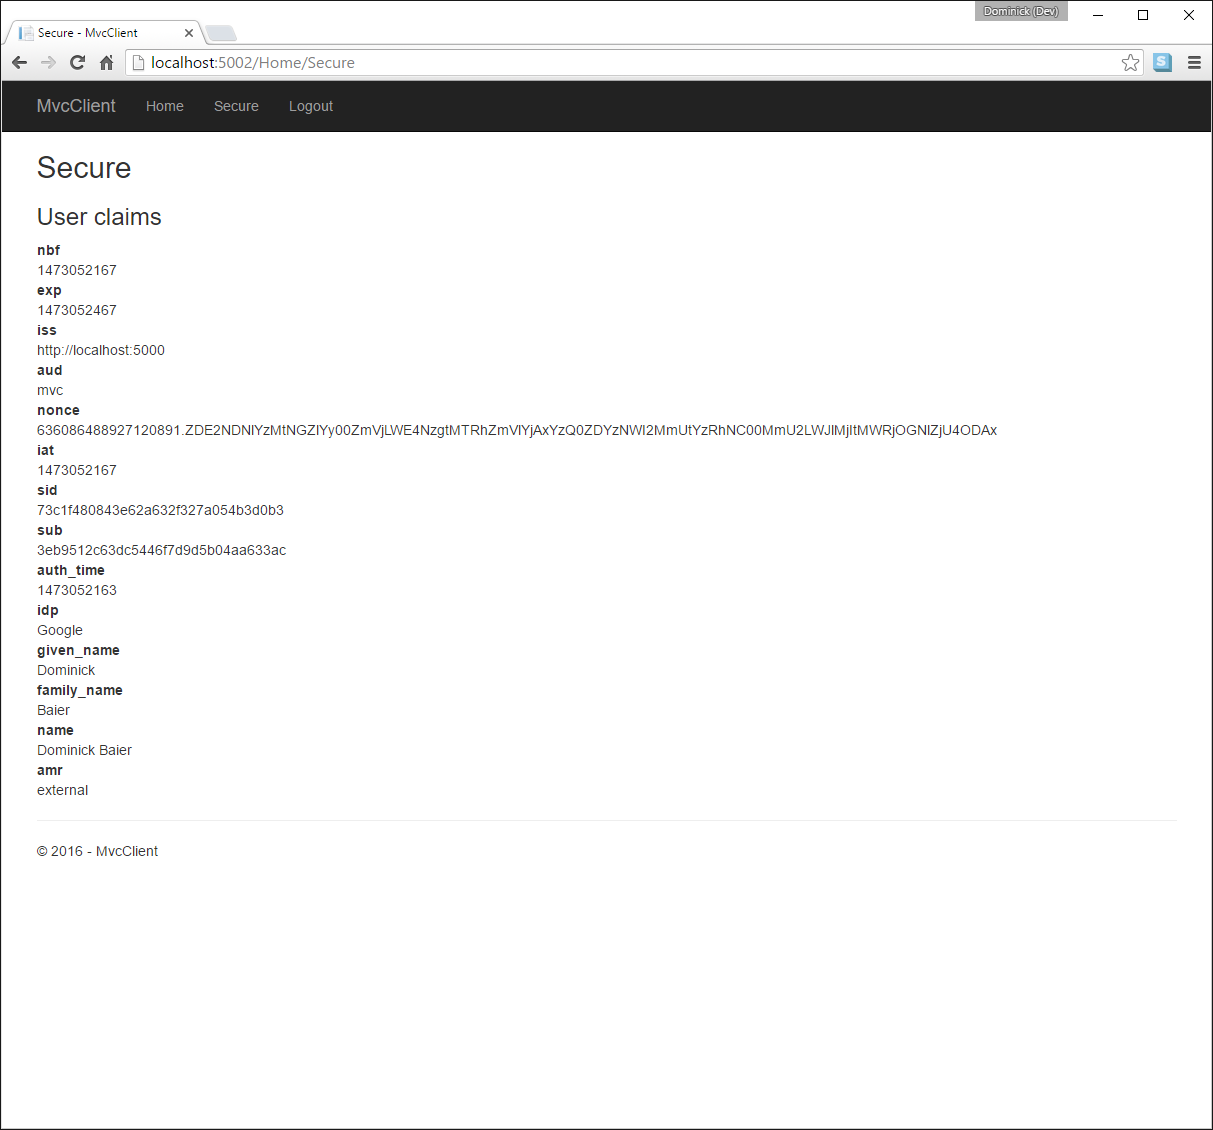 Dominick (Dev)
Secure - MvcClient
localhost:5002/Home/Secure
S
MvcClient Home Secure Logout
Secure
User claims
nbf
1473052167
exp
1473052467
iss
http://localhost:5000
aud
mvc
nonce
636086488927120891.ZDE2NDNlYzMtNGZlYy00ZmVjLWE4NzgtMTRhZmVlYjAxYzQ0ZDYzNWI2MmUtYzRhNC00MmU2LWJlMjItMWRjOGNlZjU4ODAx
iat
1473052167
sid
73c1f480843e62a632f327a054b3d0b3
sub
3eb9512c63dc5446f7d9d5b04aa633ac
auth_time
1473052163
idp
Google
given_name
Dominick
family_name
Baier
name
Dominick Baier
amr
external
© 2016 - MvcClient